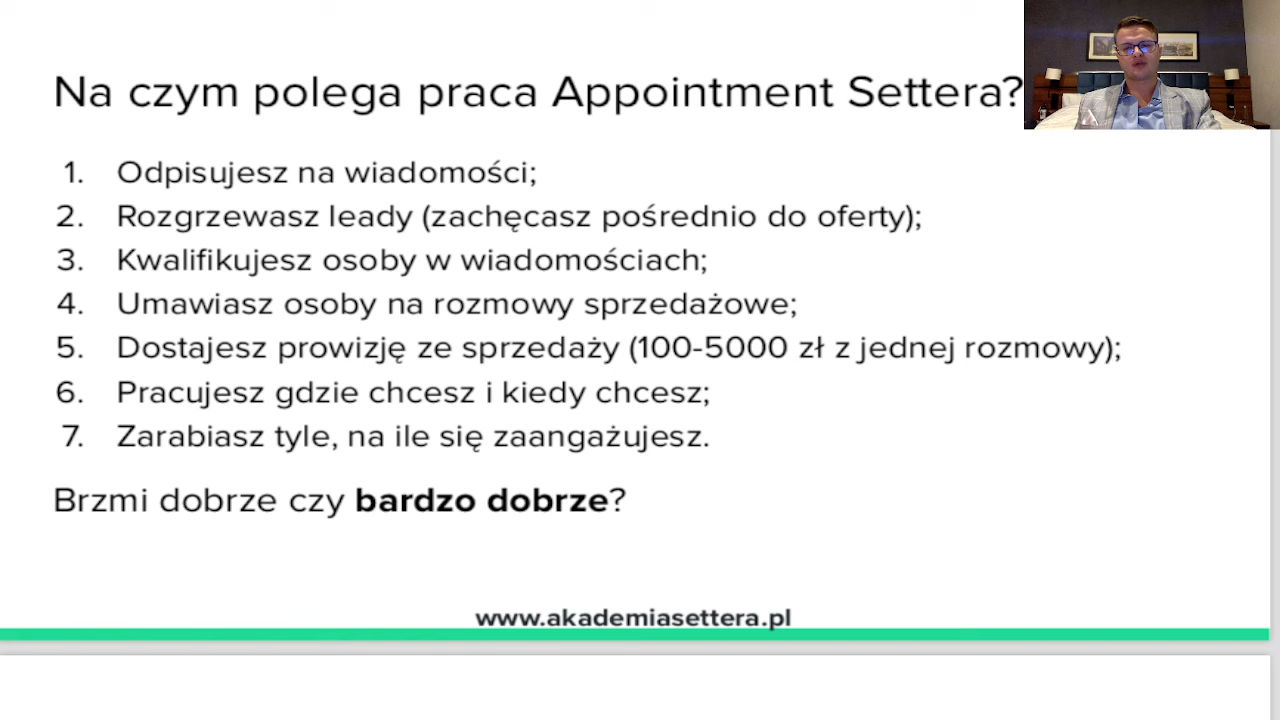 Na czym polega praca Appointment Settera?
1. Odpisujesz na wiadomości;
2. Rozgrzewasz leady (zachęcasz pośrednio do oferty);
3. Kwalifikujesz osoby w wiadomościach;
4. Umawiasz osoby na rozmowy sprzedażowe;
5. Dostajesz prowizję ze sprzedaży (100-5000 zł z jednej rozmowy);
6. Pracujesz gdzie chcesz i kiedy chcesz;
7. Zarabiasz tyle, na ile się zaangażujesz.
Brzmi dobrze czy bardzo dobrze?
www.akademiasettera.pl